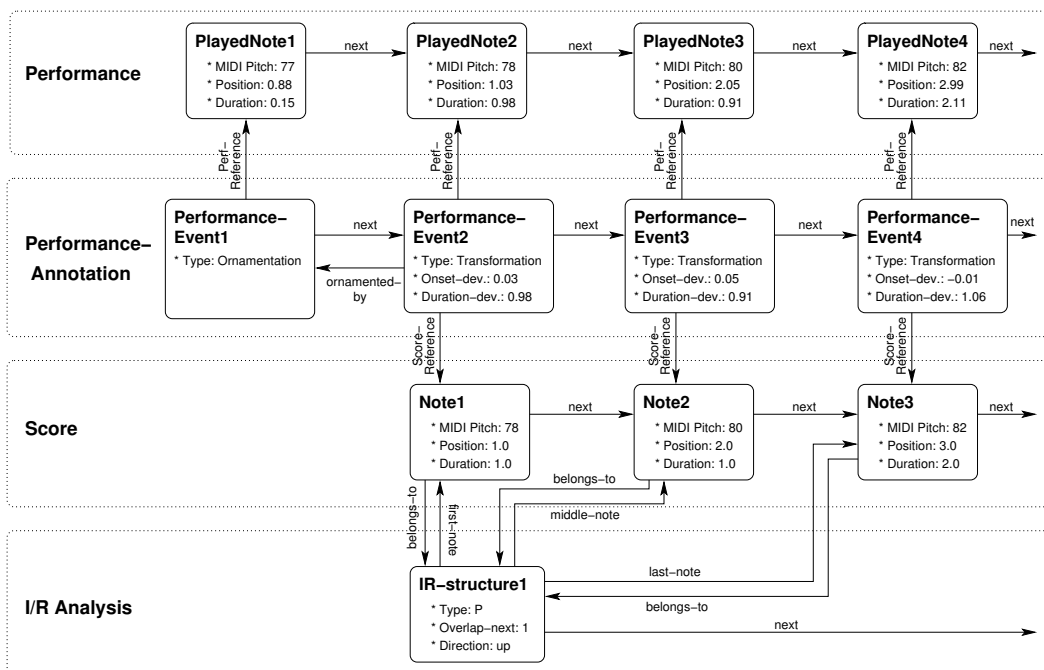 Performance
PlayedNote1
* MIDI Pitch: 77
* Position: 0.88
* Duration: 0.15
next
PlayedNote2
* MIDI Pitch: 78
* Position: 1.03
* Duration: 0.98
next
PlayedNote3
* MIDI Pitch: 80
* Position: 2.05
* Duration: 0.91
next
PlayedNote4
* MIDI Pitch: 82
* Position: 2.99
* Duration: 2.11
next
Perf-
Reference
Perf-
Reference
Perf-
Reference
Perf-
Reference
Performance-
Annotation
Performance-
Event1
* Type: Ornamentation
next
ornamented-
by
Performance-
Event2
* Type: Transformation
* Onset-dev.: 0.03
* Duration-dev.: 0.98
next
Performance-
Event3
* Type: Transformation
* Onset-dev.: 0.05
* Duration-dev.: 0.91
next
Performance-
Event4
* Type: Transformation
* Onset-dev.: -0.01
* Duration-dev.: 1.06
next
Score-
Reference
Score-
Reference
Score-
Reference
Score
Note1
* MIDI Pitch: 78
* Position: 1.0
* Duration: 1.0
next
Note2
* MIDI Pitch: 80
* Position: 2.0
* Duration: 1.0
next
Note3
* MIDI Pitch: 82
* Position: 3.0
* Duration: 2.0
next
belongs-to
first-note
belongs-to
middle-note
I/R Analysis
IR-structure1
* Type: P
* Overlap-next: 1
* Direction: up
last-note
belongs-to
next